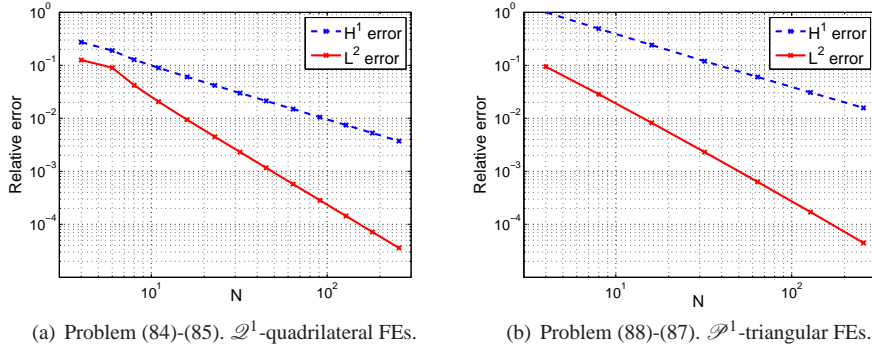 10^0
10^-1
10^-2
10^-3
10^-4
Relative error
H^1 error
L^2 error
10^1
10^2
N
(a) Problem (84)-(85). 𝒬^1-quadrilateral FEs.
10^0
10^-1
10^-2
10^-3
10^-4
Relative error
H^1 error
L^2 error
10^1
10^2
N
(b) Problem (88)-(87). 𝒫^1-triangular FEs.